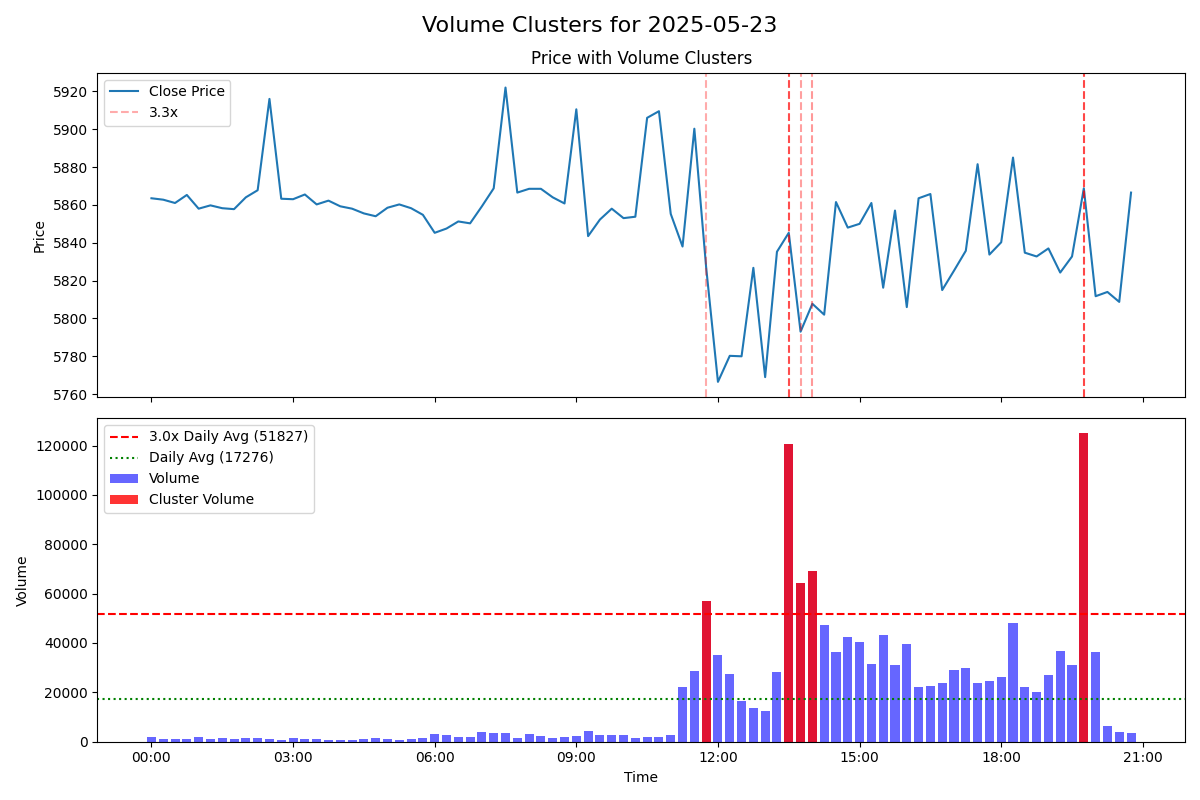 Volume Clusters for 2025-05-23
Price with Volume Clusters
Close Price
3.3x
5920
5900
5880
5860
5840
5820
5800
5780
5760
Price
3.0x Daily Avg (51827)
Daily Avg (17276)
Volume
Cluster Volume
120000
100000
80000
60000
40000
20000
0
Volume
00:00 03:00 06:00 09:00 12:00 15:00 18:00 21:00
Time